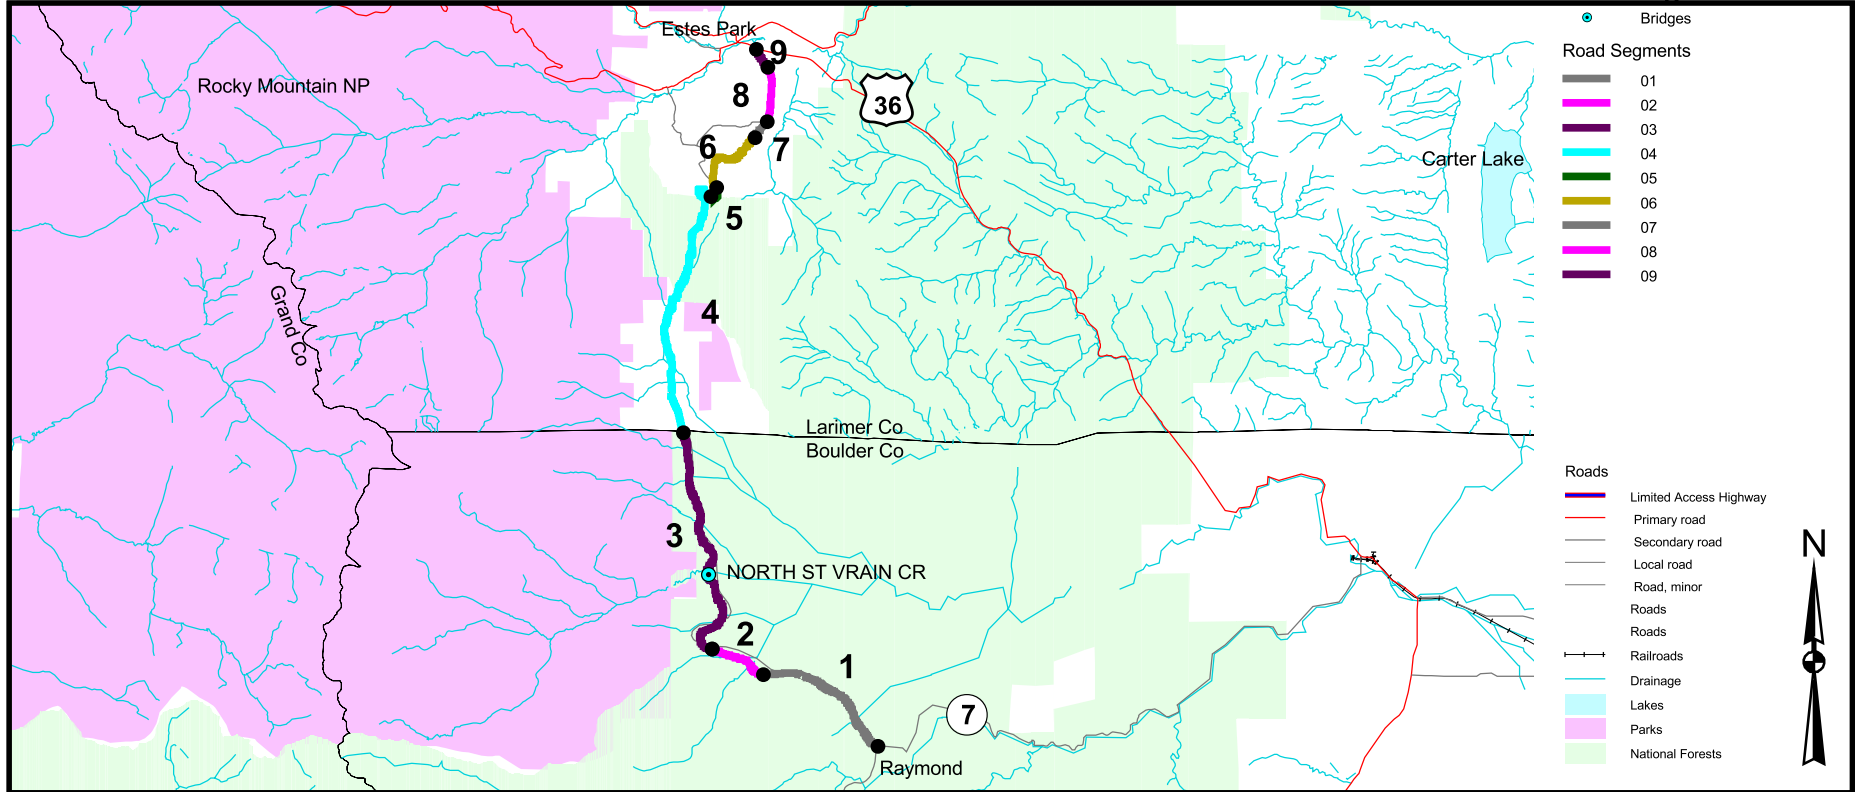 Estes Park
Rocky Mountain NP
9
8
36
7
6
Carter Lake
5
Grand Co
4
Larimer Co
Boulder Co
3
NORTH ST VRAIN CR
2
1
7
Raymond
Bridges
Road Segments
01
02
03
04
05
06
07
08
09
Roads
Limited Access Highway
Primary road
Secondary road
Local road
Road, minor
Roads
Roads
Railroads
Drainage
Lakes
Parks
National Forests
N